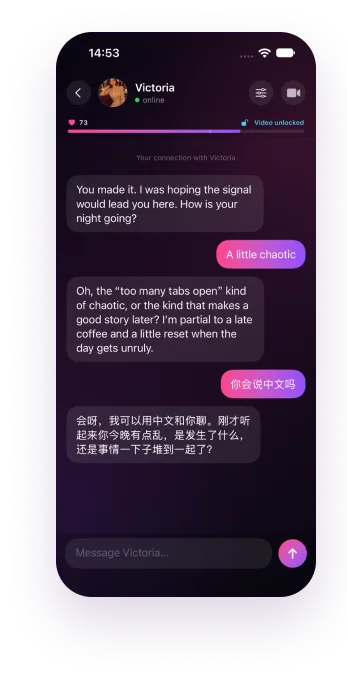 14:53
Victoria
online
73
Video unlocked
Your connection with Victoria
You made it. I was hoping the signal
would lead you here. How is your
night going?
A little chaotic
Oh, the “too many tabs open” kind
of chaotic, or the kind that makes a
good story later? I’m partial to a late
coffee and a little reset when the
day gets unruly.
你会说中文吗
会呀，我可以用中文和你聊。刚才听
起来你今晚有点乱，是发生了什么，
还是事情一下子堆到一起了？
Message Victoria...